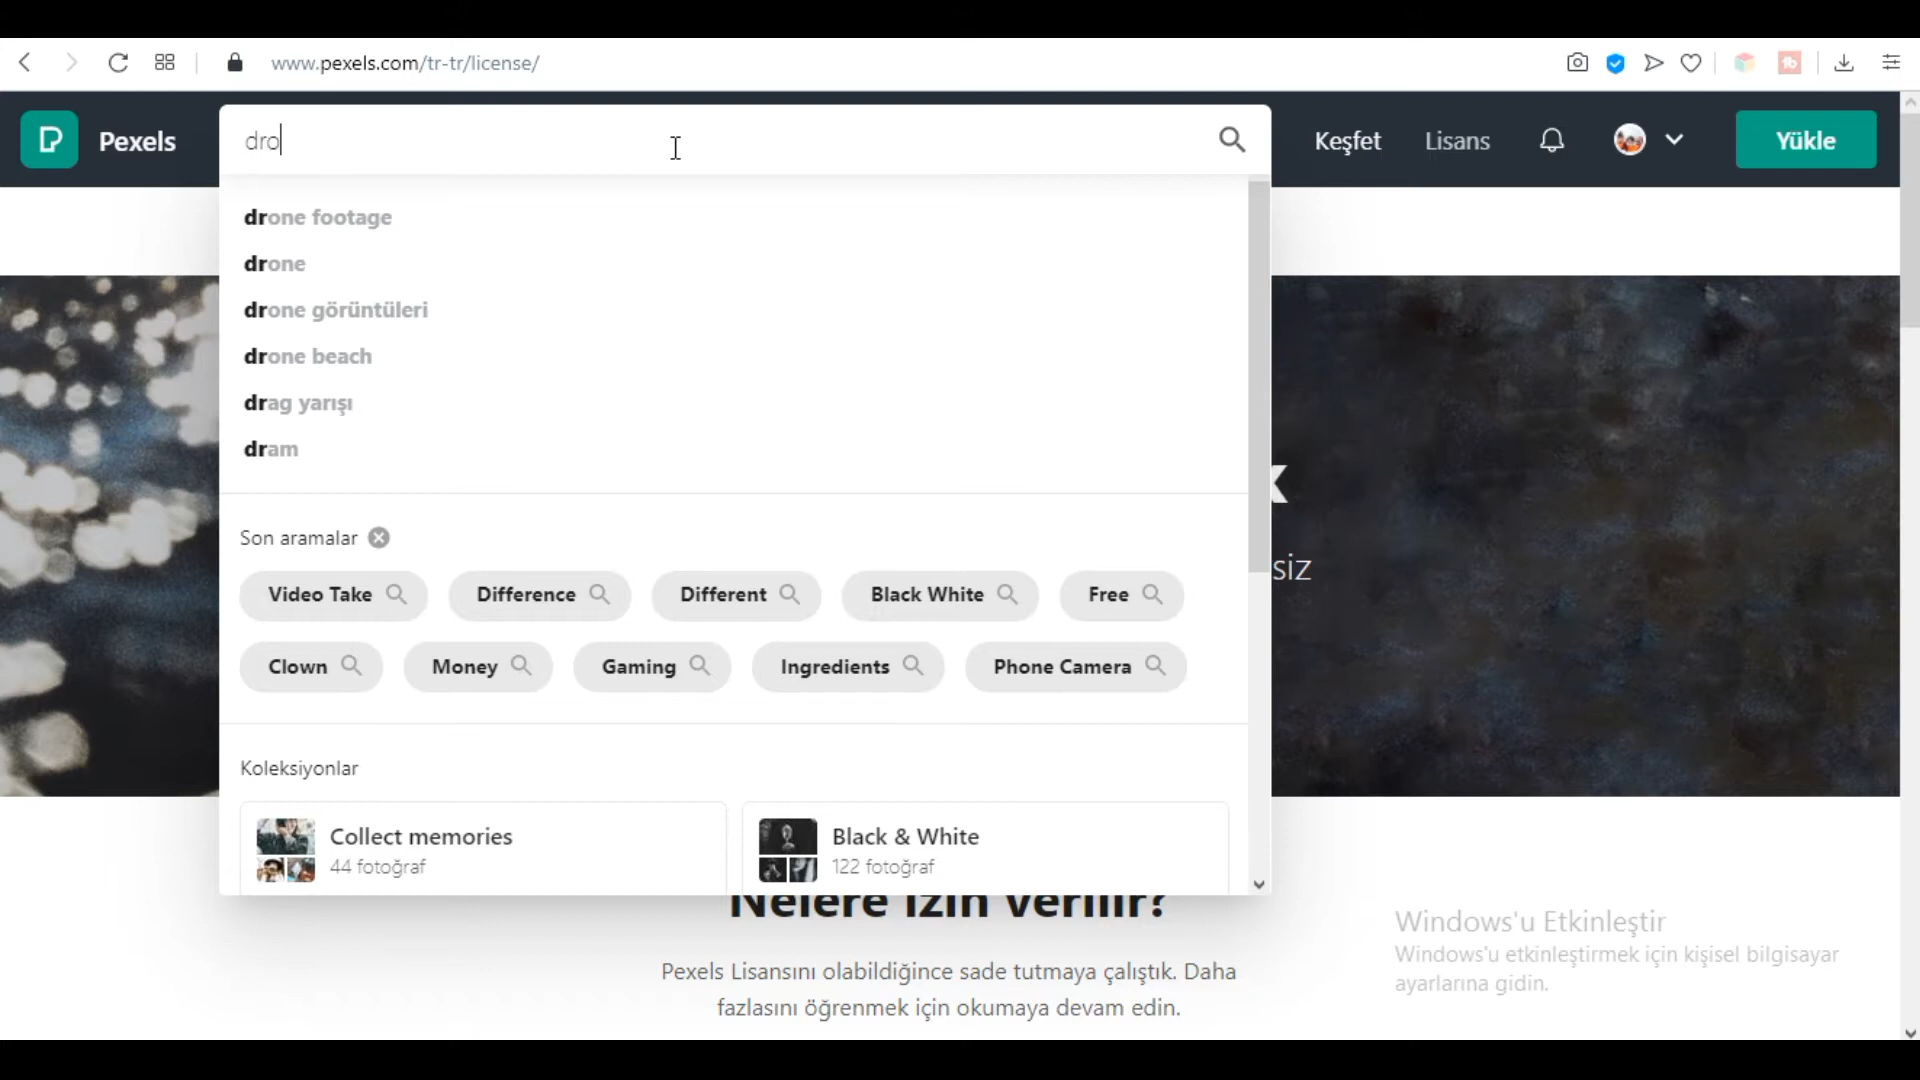 www.pexels.com/tr-tr/license/
Pexels
dro
Keşfet
Lisans
Yükle
drone footage
drone
drone görüntüleri
drone beach
drag yarışı
dram
siz
Son aramalar
Video Take
Difference
Different
Black White
Free
Clown
Money
Gaming
Ingredients
Phone Camera
Koleksiyonlar
Collect memories
44 fotoğraf
Black & White
122 fotoğraf
Nelere izin verilir?
Pexels Lisansını olabildiğince sade tutmaya çalıştık. Daha
fazlasını öğrenmek için okumaya devam edin.
Windows'u Etkinleştir
Windows'u etkinleştirmek için kişisel bilgisayar
ayarlarına gidin.